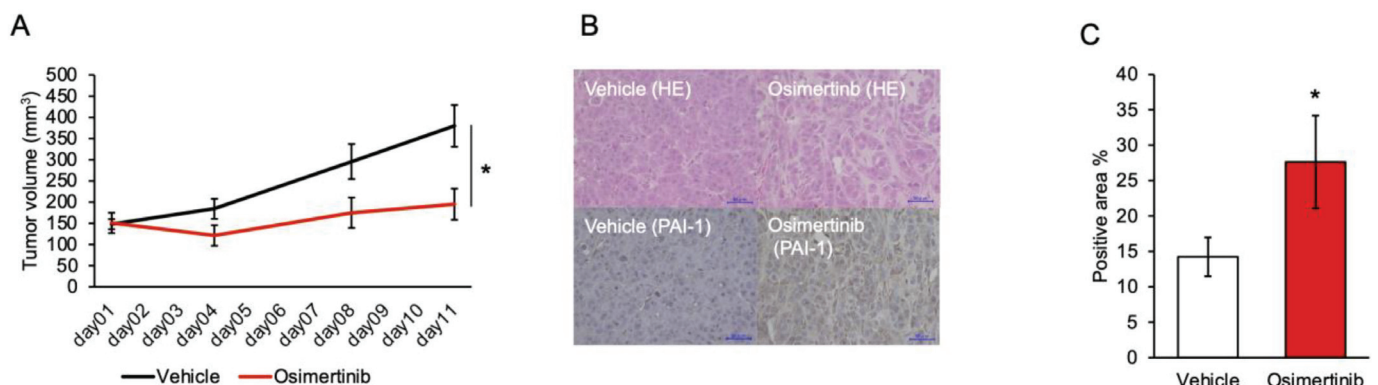 A
Tumor volume (mm³)
500
450
400
350
300
250
200
150
100
50
0
*
day01
day02
day03
day04
day05
day06
day07
day08
day09
day10
day11
Vehicle
Osimertinib
B
Vehicle (HE)
Osimertinb (HE)
Vehicle (PAI-1)
Osimertinib
(PAI-1)
C
Positive area %
40
35
30
25
20
15
10
5
0
*
Vehicle
Osimertinib